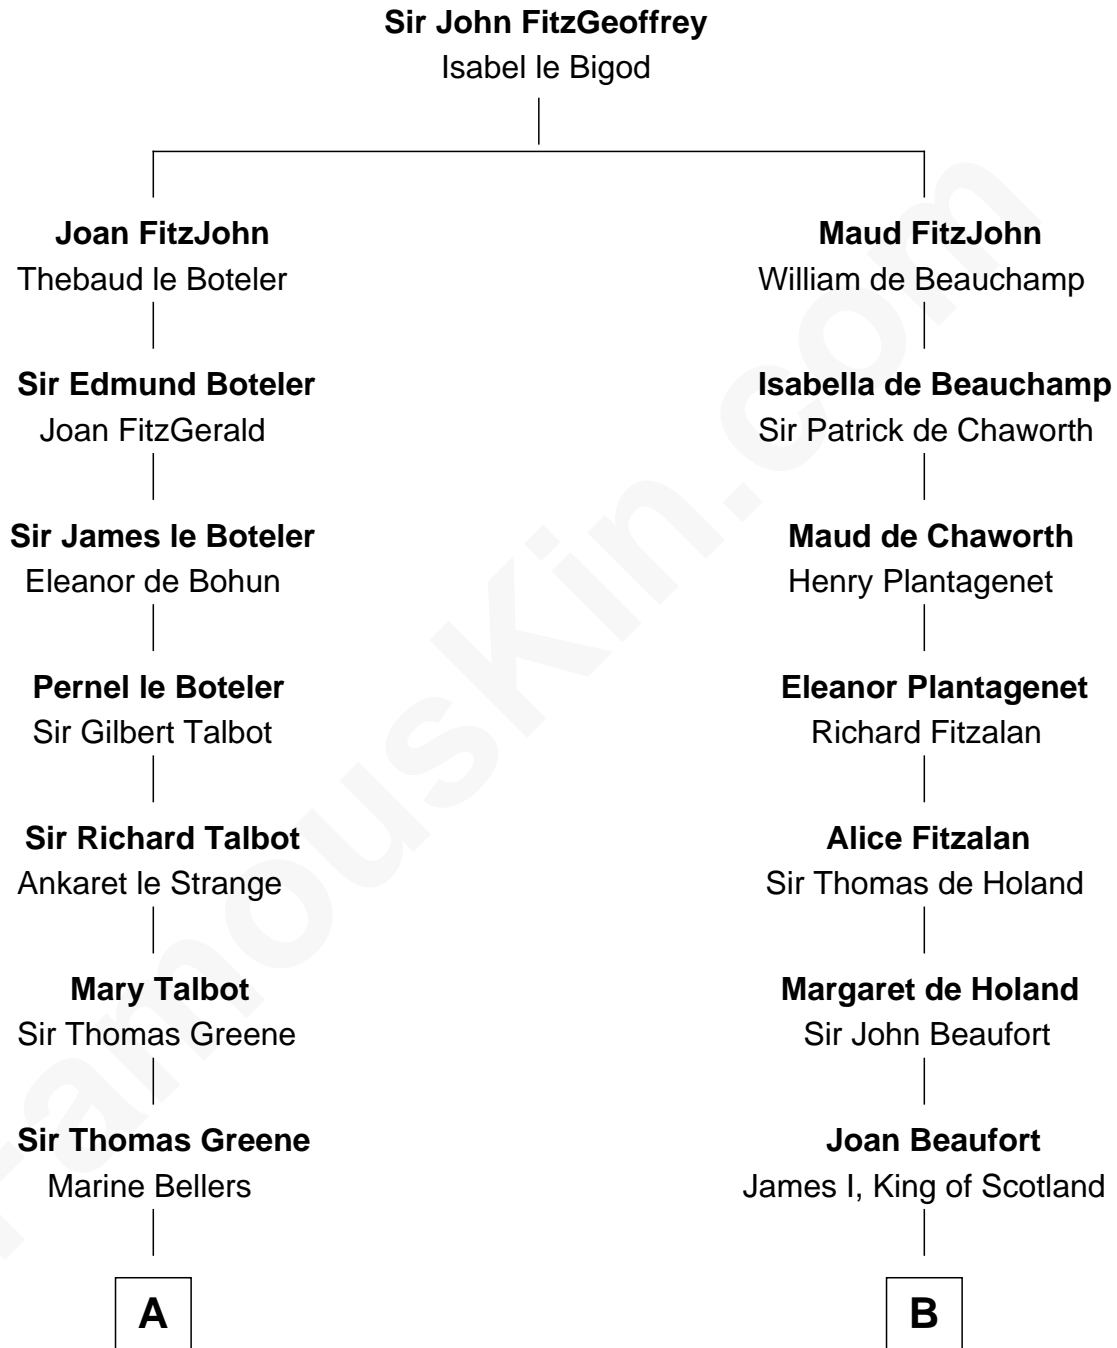 Sir John FitzGeoffrey
Isabel le Bigod
Joan FitzJohn
Thebaud le Boteler
Maud FitzJohn
William de Beauchamp
Sir Edmund Boteler
Joan FitzGerald
Isabella de Beauchamp
Sir Patrick de Chaworth
Sir James le Boteler
Eleanor de Bohun
Maud de Chaworth
Henry Plantagenet
Pernel le Boteler
Sir Gilbert Talbot
Eleanor Plantagenet
Richard Fitzalan
Sir Richard Talbot
Ankaret le Strange
Alice Fitzalan
Sir Thomas de Holand
Mary Talbot
Sir Thomas Greene
Margaret de Holand
Sir John Beaufort
Sir Thomas Greene
Marine Bellers
Joan Beaufort
James I, King of Scotland
A
B
FamousKin.com